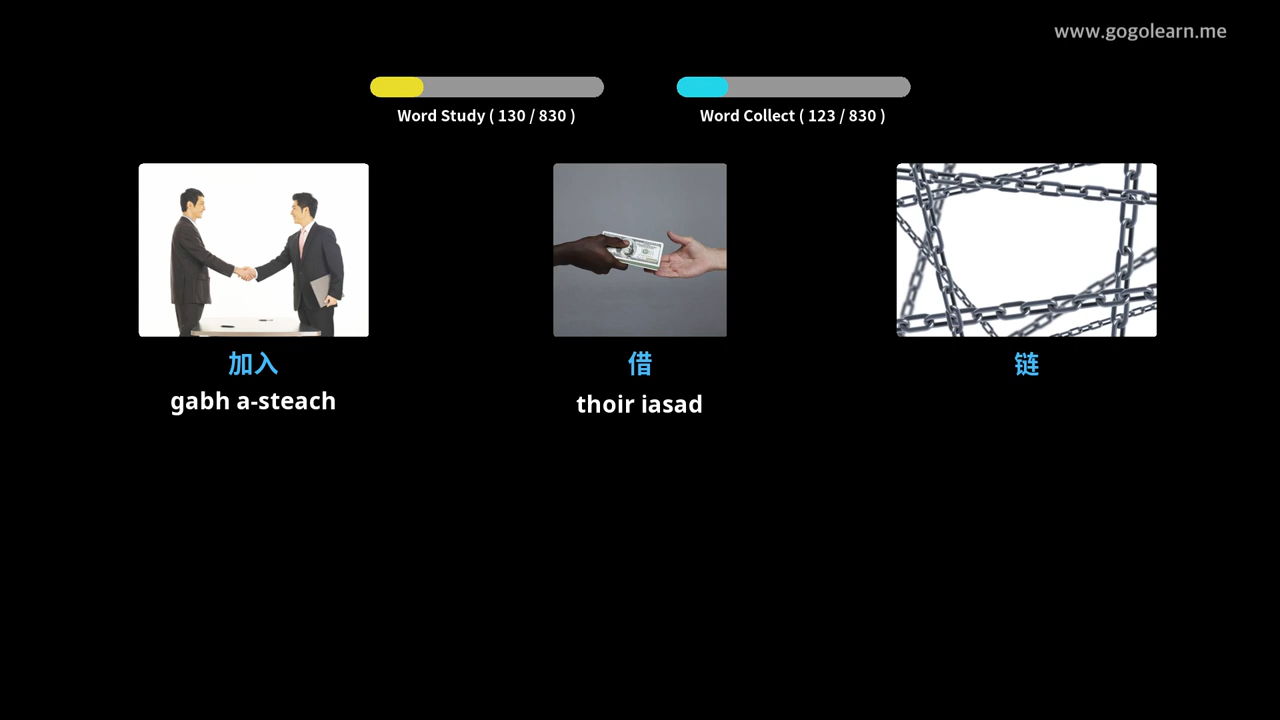 www.gogolearn.me
Word Study ( 130 / 830 )
Word Collect ( 123 / 830 )
加入
借
链
gabh a-steach
thoir iasad